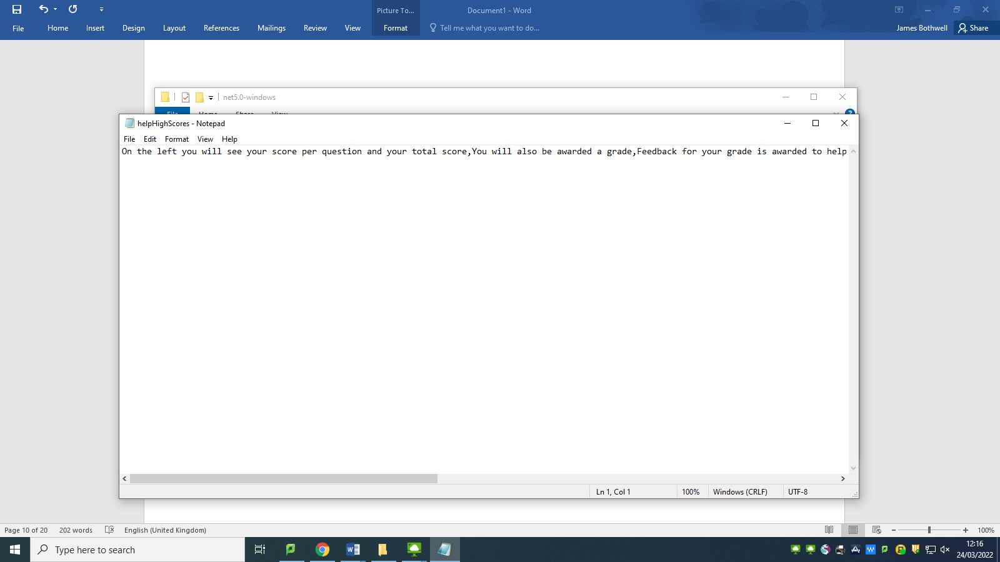 Picture To...
Document1 - Word
File
Home
Insert
Design
Layout
References
Mailings
Review
View
Format
Tell me what you want to do...
James Bothwell
Share
net5.0-windows
File
Home
Share
View
helpHighScores - Notepad
File
Edit
Format
View
Help
On the left you will see your score per question and your total score,You will also be awarded a grade,Feedback for your grade is awarded to help
Ln 1, Col 1
100%
Windows (CRLF)
UTF-8
Page 10 of 20
202 words
English (United Kingdom)
100%
Type here to search
12:16
24/03/2022